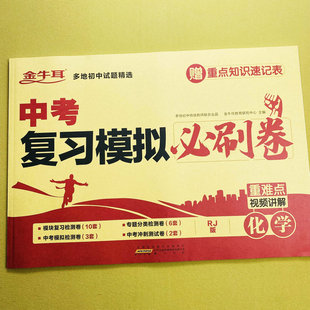 金牛耳
多地初中试题精选
赠 重点知识速记表
中考
复习模拟
必刷卷
模块复习检测卷（10套）
专题分类检测卷（6套）
中考模拟检测卷（3套）
中考冲刺测试卷（2套）
RJ版
重难点
视频讲解
化学